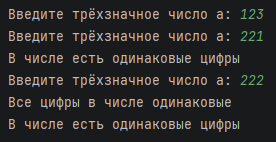 Введите трёхзначное число a: 123
Введите трёхзначное число a: 221
В числе есть одинаковые цифры
Введите трёхзначное число a: 222
Все цифры в числе одинаковые
В числе есть одинаковые цифры